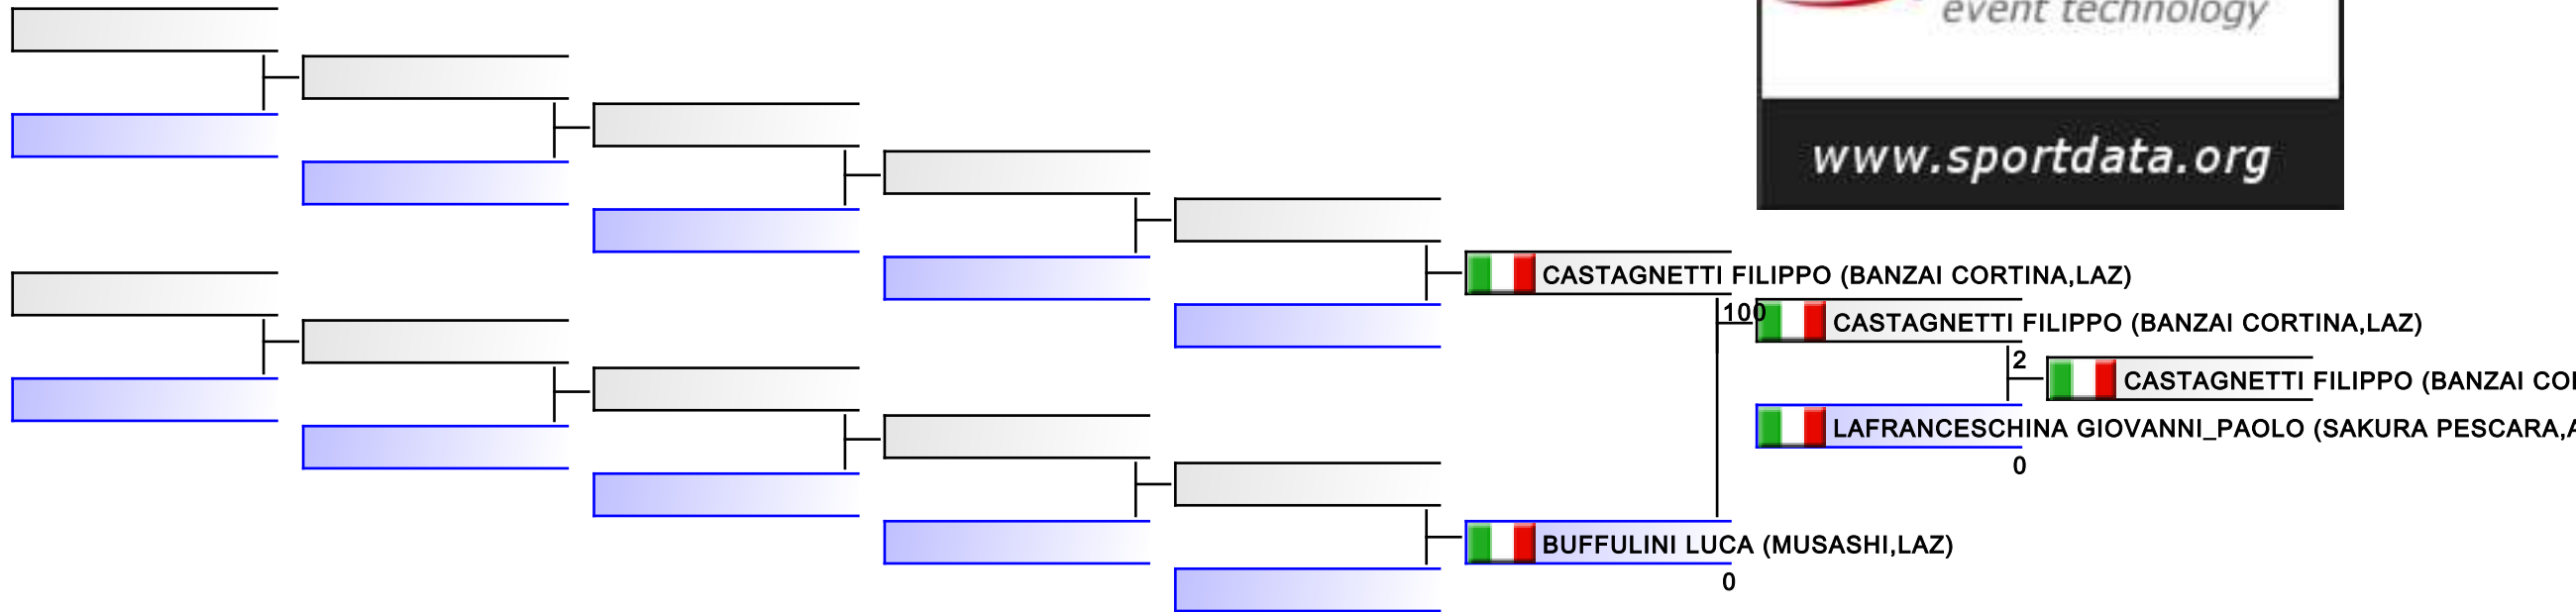 event technology
www.sportdata.org
CASTAGNETTI FILIPPO (BANZAI CORTINA,LAZ)
100
CASTAGNETTI FILIPPO (BANZAI CORTINA,LAZ)
2
CASTAGNETTI FILIPPO (BANZAI
LAFRANCESCHINA GIOVANNI_PAOLO (SAKURA PESCARA,
0
BUFFULINI LUCA (MUSASHI,LAZ)
0